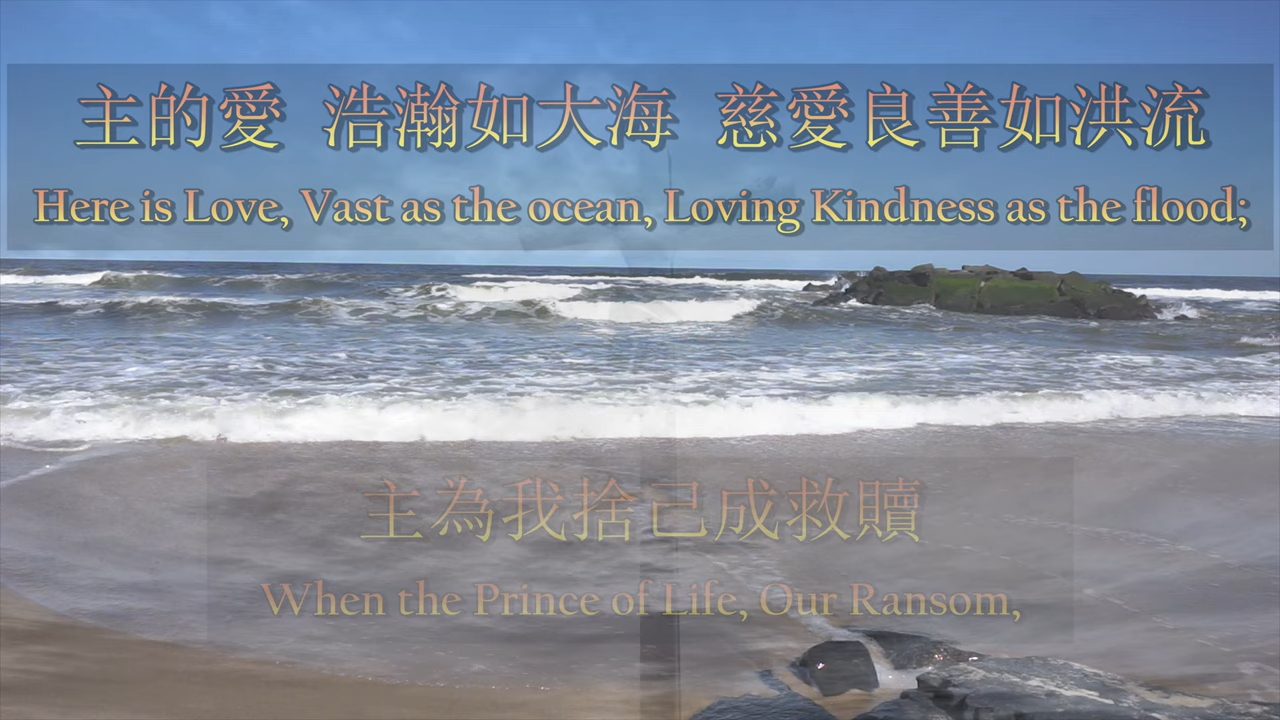 主的愛 浩瀚如大海 慈愛良善如洪流
Here is Love, Vast as the ocean, Loving Kindness as the flood;
主為我捨己成救贖
When the Prince of Life, Our Ransom,